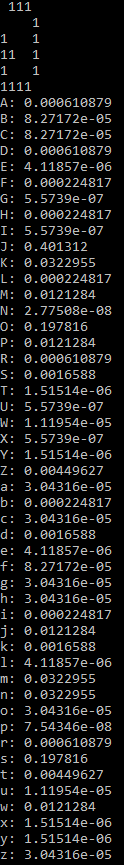 111
    1
1   1
11  1
1   1
1111
A: 0.000610879
B: 8.27172e-05
C: 8.27172e-05
D: 0.000610879
E: 4.11857e-06
F: 0.000224817
G: 5.5739e-07
H: 0.000224817
I: 5.5739e-07
J: 0.401312
K: 0.0322955
L: 0.000224817
M: 0.0121284
N: 2.77508e-08
O: 0.197816
P: 0.0121284
R: 0.000610879
S: 0.0016588
T: 1.51514e-06
U: 5.5739e-07
W: 1.11954e-05
X: 5.5739e-07
Y: 1.51514e-06
Z: 0.00449627
a: 3.04316e-05
b: 0.000224817
c: 3.04316e-05
d: 0.0016588
e: 4.11857e-06
f: 8.27172e-05
g: 3.04316e-05
h: 3.04316e-05
i: 0.000224817
j: 0.0121284
k: 0.0016588
l: 4.11857e-06
m: 0.0322955
n: 0.0322955
o: 3.04316e-05
p: 7.54346e-08
r: 0.000610879
s: 0.197816
t: 0.00449627
u: 1.11954e-05
w: 0.0121284
x: 1.51514e-06
y: 1.51514e-06
z: 3.04316e-05